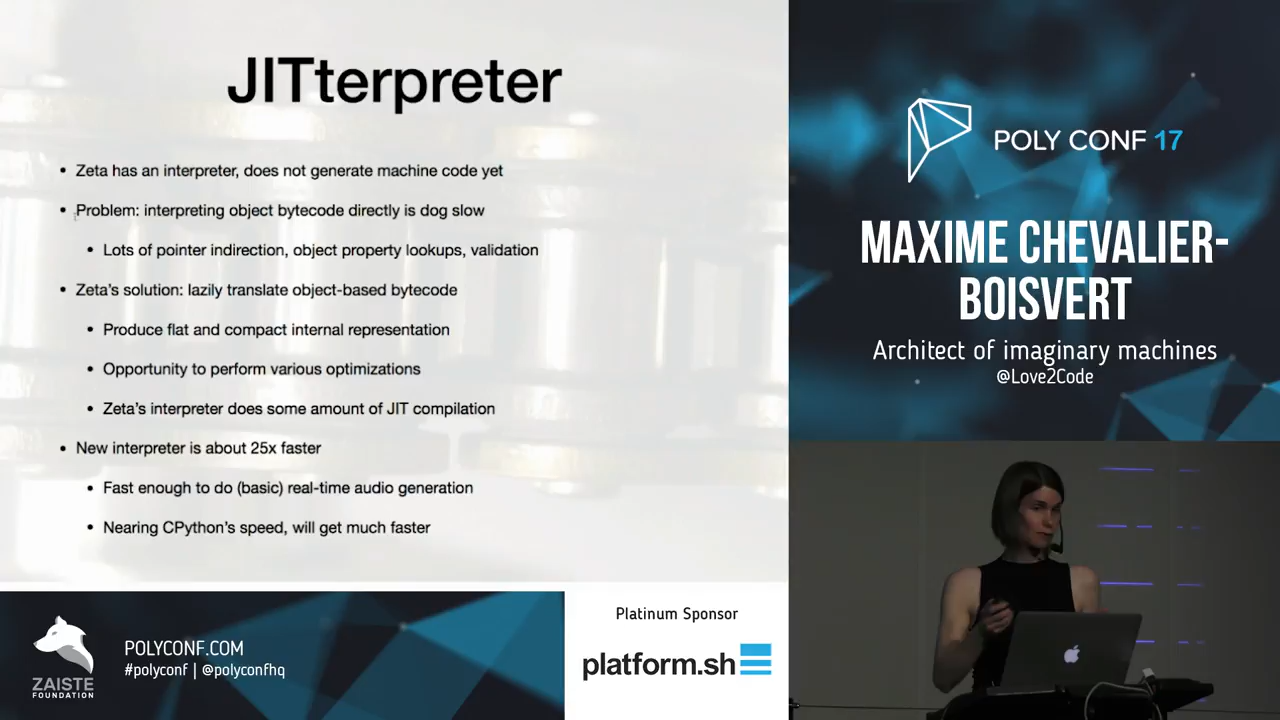 JITterpreter
• Zeta has an interpreter, does not generate machine code yet
• Problem: interpreting object bytecode directly is dog slow
• Lots of pointer indirection, object property lookups, validation
• Zeta's solution: lazily translate object-based bytecode
• Produce flat and compact internal representation
• Opportunity to perform various optimizations
• Zeta's interpreter does some amount of JIT compilation
• New interpreter is about 25x faster
• Fast enough to do (basic) real-time audio generation
• Nearing CPython's speed, will get much faster
POLY CONF 17
MAXIME CHEVALIER-
BOISVERT
Architect of imaginary machines
@Love2Code
ZAISTE
FOUNDATION
POLYCONF.COM
#polyconf | @polyconfhq
Platinum Sponsor
platform.sh